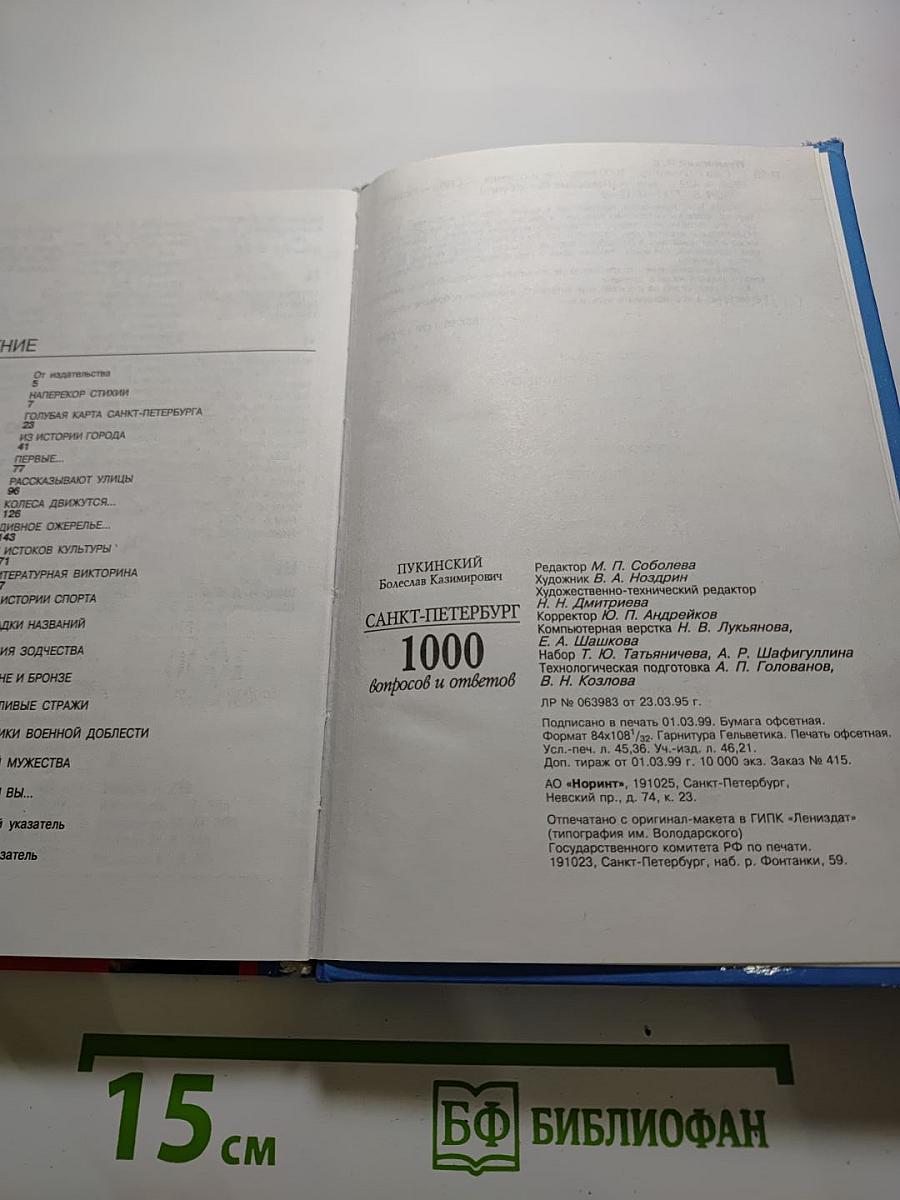 От издательства
5
НАПЕРЕКОР СТИХИИ
7
ГОЛУБАЯ КАРТА САНКТ-ПЕТЕРБУРГА
23
ИЗ ИСТОРИИ ГОРОДА
41
ПЕРВЫЕ...
77
РАССКАЗЫВАЮТ УЛИЦЫ
96
КОЛЕСА ДВИЖУТСЯ...
126
ДИВНОЕ ОЖЕРЕЛЬЕ...
143
ИСТОКОВ КУЛЬТУРЫ
71
ИТЕРАТУРНАЯ ВИКТОРИНА
7
ИСТОРИИ СПОРТА
АДКИ НАЗВАНИЙ
ИЯ ЗОДЧЕСТВА
НЕ И БРОНЗЕ
ЛИВЫЕ СТРАЖИ
ИКИ ВОЕННОЙ ДОБЛЕСТИ
Й МУЖЕСТВА
И ВЫ...
й указатель
затель
ПУКИНСКИЙ
Болеслав Казимирович
САНКТ-ПЕТЕРБУРГ
1000
вопросов и ответов
Редактор М. П. Соболева
Художник В. А. Ноздрин
Художественно-технический редактор
Н. Н. Дмитриева
Корректор Ю. П. Андрейков
Компьютерная верстка Н. В. Лукьянова,
Е. А. Шашкова
Набор Т. Ю. Татьяничева, А. Р. Шафигуллина
Технологическая подготовка А. П. Голованов,
В. Н. Козлова
ЛР № 063983 от 23.03.95 г.
Подписано в печать 01.03.99. Бумага офсетная.
Формат 84х108¹/₃₂. Гарнитура Гельветика. Печать офсетная.
Усл.-печ. л. 45,36. Уч.-изд. л. 46,21.
Доп. тираж от 01.03.99 г. 10 000 экз. Заказ № 415.
АО «Норинт», 191025, Санкт-Петербург,
Невский пр., д. 74, к. 23.
Отпечатано с оригинал-макета в ГИПК «Лениздат»
(типография им. Володарского)
Государственного комитета РФ по печати.
191023, Санкт-Петербург, наб. р. Фонтанки, 59.
15 см
БФ БИБЛИОФАН